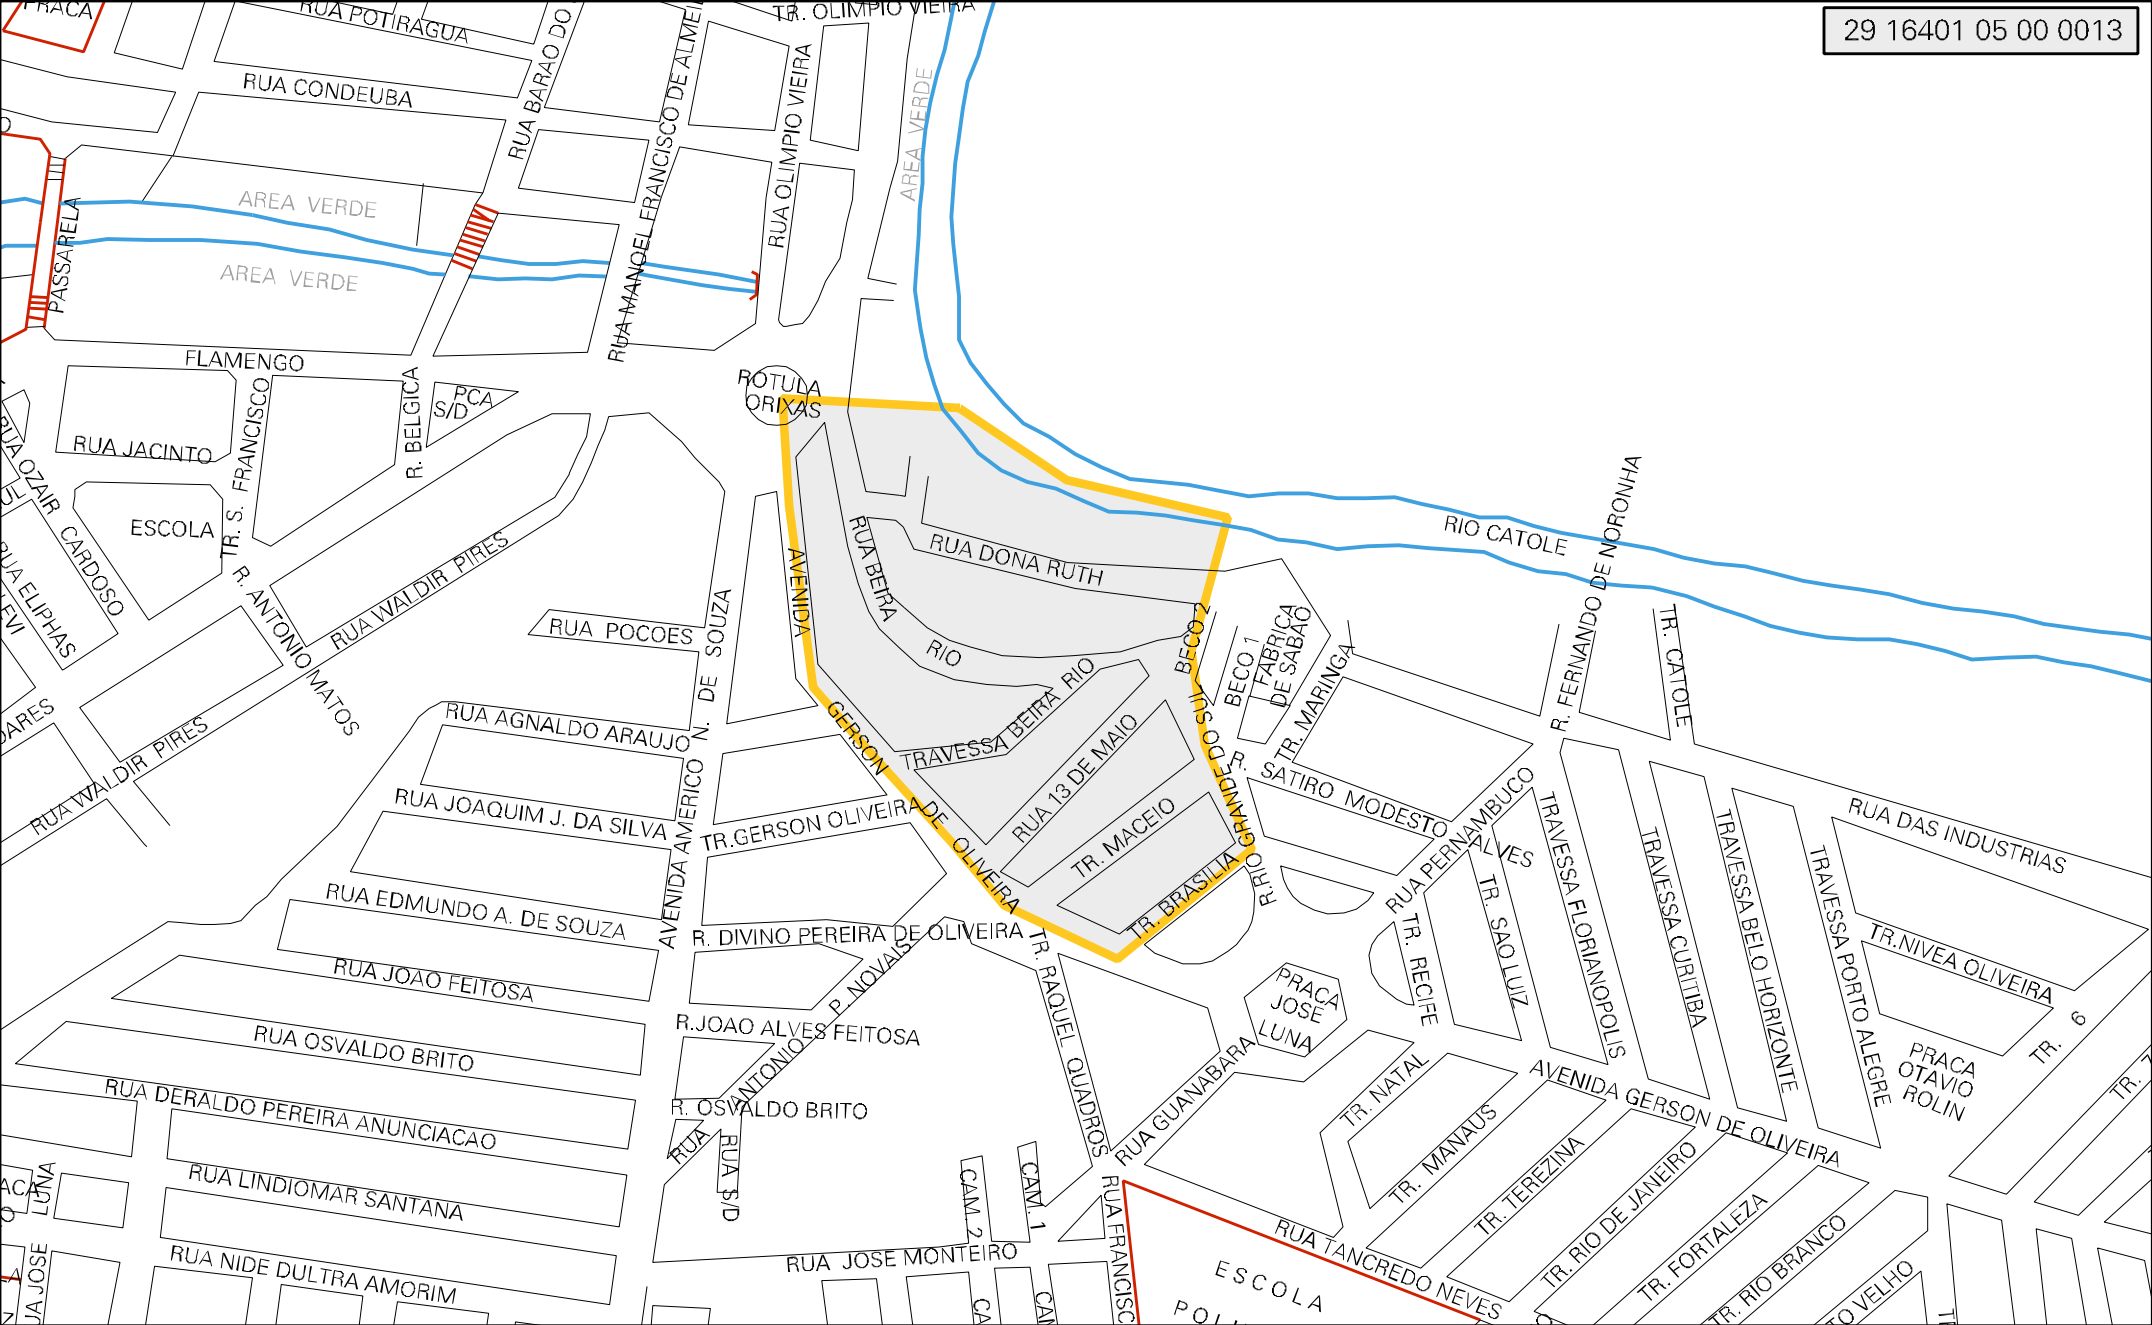 PRACA
RUA POTIRAGUA
TR. OLIMPIO VIEIRA
29 16401 05 00 0013
RUA CONDEUBA
RUA BARAO DO
RUA MANOEL FRANCISCO DE ALMEI
RUA OLIMPIO VIEIRA
AREA VERDE
AREA VERDE
AREA VERDE
PASSARELA
FLAMENGO
ROTULA
ORIXAS
PCA
S/D
R. BELGICA
RUA JACINTO
TR. S. FRANCISCO
RUA OZAIR CARDOSO
ESCOLA
RUA ELIPHAS
LEVI
R. ANTONIO MATOS
RUA WALDIR PIRES
RUA WALDIR PIRES
RIO CATOLE
R. FERNANDO DE NORONHA
RUA DONA RUTH
RUA BEIRA
RIO
AVENIDA
GERSON
DE OLIVEIRA
RUA POCOES
AVENIDA AMERICO N. DE SOUZA
BECO 2
BECO 1
FABRICA
DE SABAO
TR. MARINGA
TR. CATOLE
TRAVESSA BEIRA RIO
RUA 13 DE MAIO
TR. MACEIO
TR. BRASILIA
R.RIO GRANDE DO SUL
R. SATIRO MODESTO ALVES
RUA PERNAMBUCO
RUA AGNALDO ARAUJO
RUA JOAQUIM J. DA SILVA
TR.GERSON OLIVEIRA
RUA EDMUNDO A. DE SOUZA
R. DIVINO PEREIRA DE OLIVEIRA
RUA JOAO FEITOSA
R.JOAO ALVES FEITOSA
RUA ANTONIO P. NOVAIS
RUA OSVALDO BRITO
R. OSVALDO BRITO
RUA DERALDO PEREIRA ANUNCIACAO
RUA S/D
RUA LINDIOMAR SANTANA
RUA NIDE DULTRA AMORIM
RUA JOSE MONTEIRO
CAM. 2
CAM. 1
TR. RAQUEL QUADROS
RUA GUANABARA
PRACA
JOSE
LUNA
TR. RECIFE
TR. SAO LUIZ
TRAVESSA FLORIANOPOLIS
TRAVESSA CURITIBA
TRAVESSA BELO HORIZONTE
TRAVESSA PORTO ALEGRE
RUA DAS INDUSTRIAS
TR.NIVEA OLIVEIRA
TR. 6
PRACA
OTAVIO
ROLIN
AVENIDA GERSON DE OLIVEIRA
TR. NATAL
TR. MANAUS
TR. TEREZINA
TR. RIO DE JANEIRO
TR. FORTALEZA
TR. RIO BRANCO
TO VELHO
RUA TANCREDO NEVES
RUA FRANCISC
ESCOLA
LUNA
UA JOSE
TR.